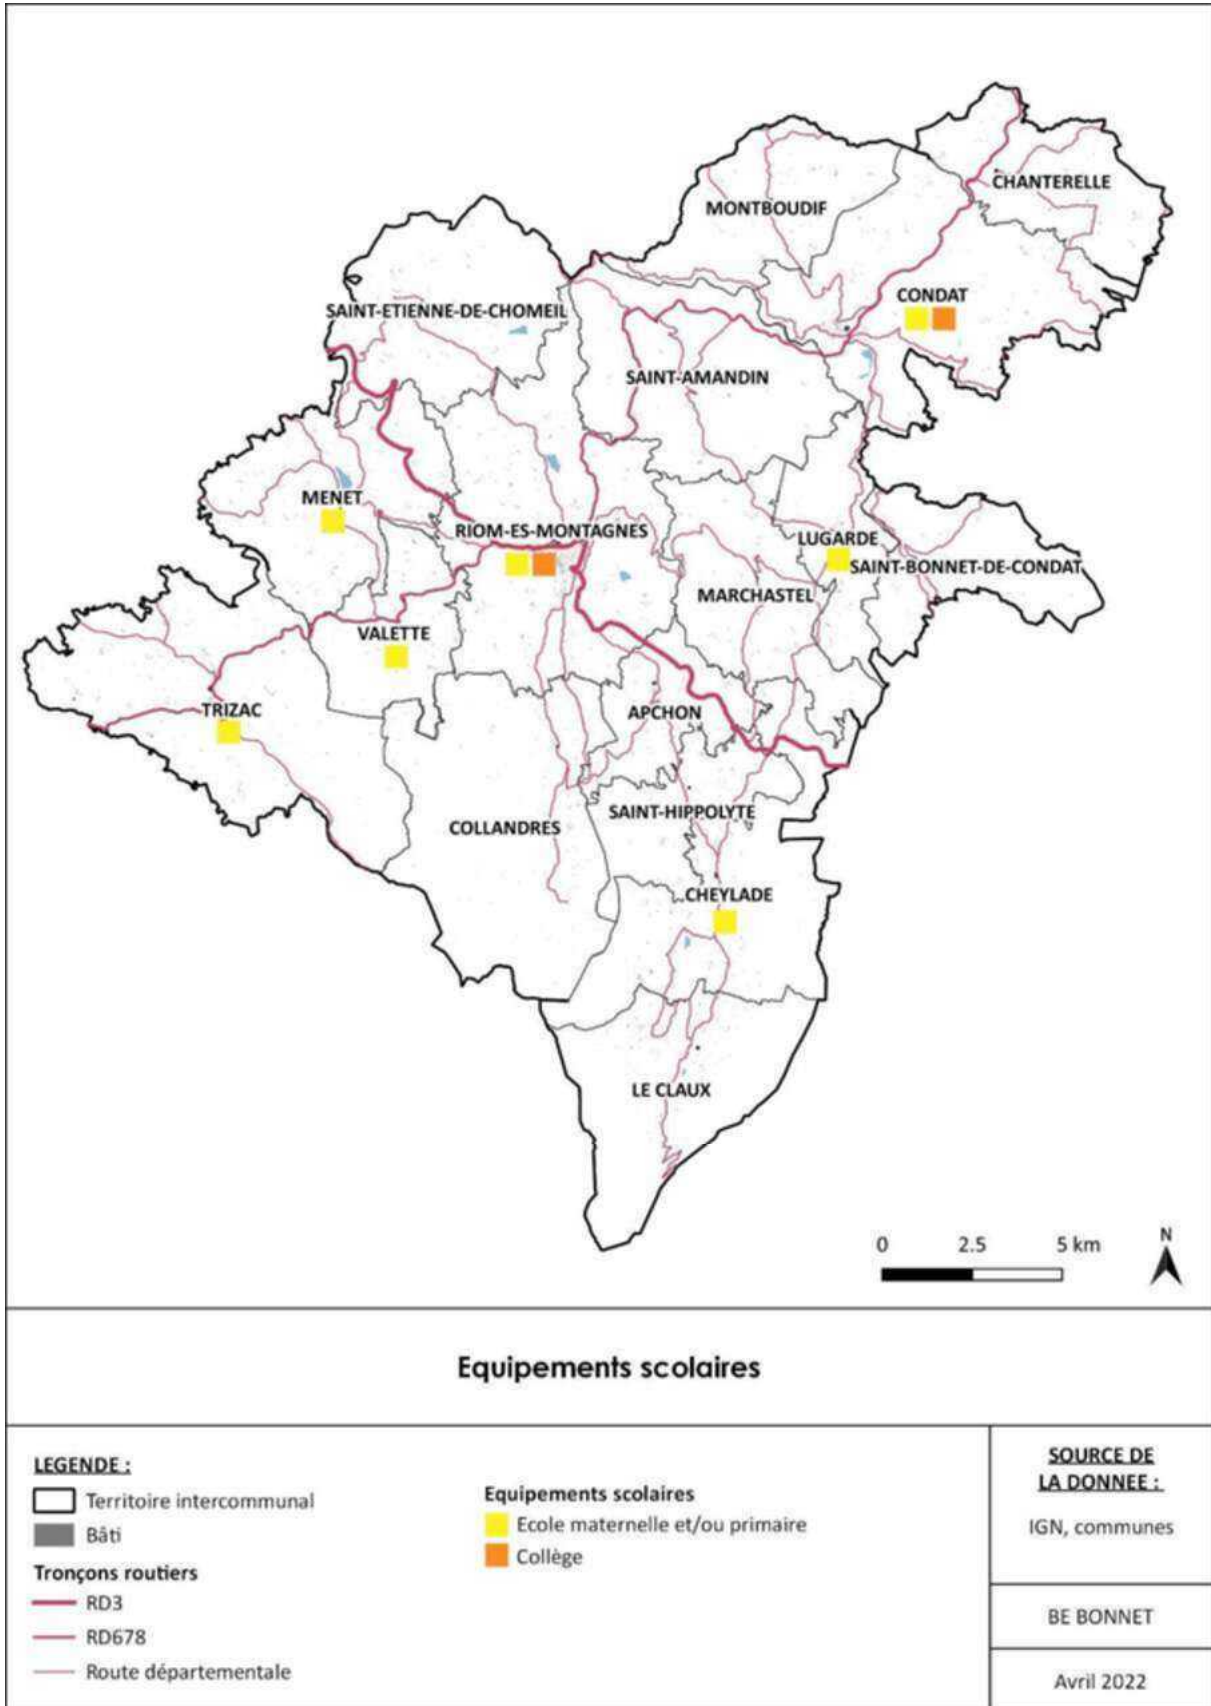 CHANTERELLE
MONTBOUDIF
CONDAT
SAINT-ETIENNE-DE-CHOMEIL
SAINT-AMANDIN
MENET
RIOM-ES-MONTAGNES
LUGARDE
SAINT-BONNET-DE-CONDAT
MARCHASTEL
VALETTE
TRIZAC
APCHON
SAINT-HIPPOLYTE
COLLANDRES
CHEYLADE
LE CLAUX
0 2.5 5 km
N
Equipements scolaires
LEGENDE :
Territoire intercommunal
Bâti
Tronçons routiers
RD3
RD678
Route départementale
Equipements scolaires
Ecole maternelle et/ou primaire
Collège
SOURCE DE
LA DONNEE :
IGN, communes
BE BONNET
Avril 2022